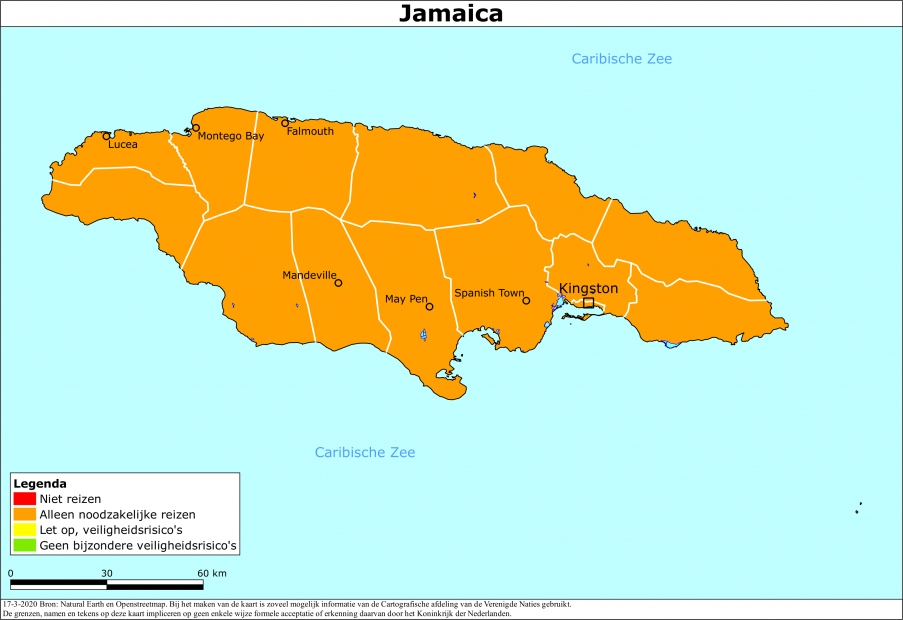 Jamaica
Caribische Zee
Falmouth
Montego Bay
Lucea
Mandeville
Kingston
Spanish Town
May Pen
Caribische Zee
Legenda
Niet reizen
Alleen noodzakelijke reizen
Let op, veiligheidsrisico's
Geen bijzondere veiligheidsrisico's
0 30 60 km
17-3-2020 Bron: Natural Earth en Openstreetmap. Bij het maken van de kaart is zoveel mogelijk informatie van de Cartografische afdeling van de Verenigde Naties gebruikt.
De grenzen, namen en tekens op deze kaart impliceren op geen enkele wijze formele acceptatie of erkenning daarvan door het Koninkrijk der Nederlanden.